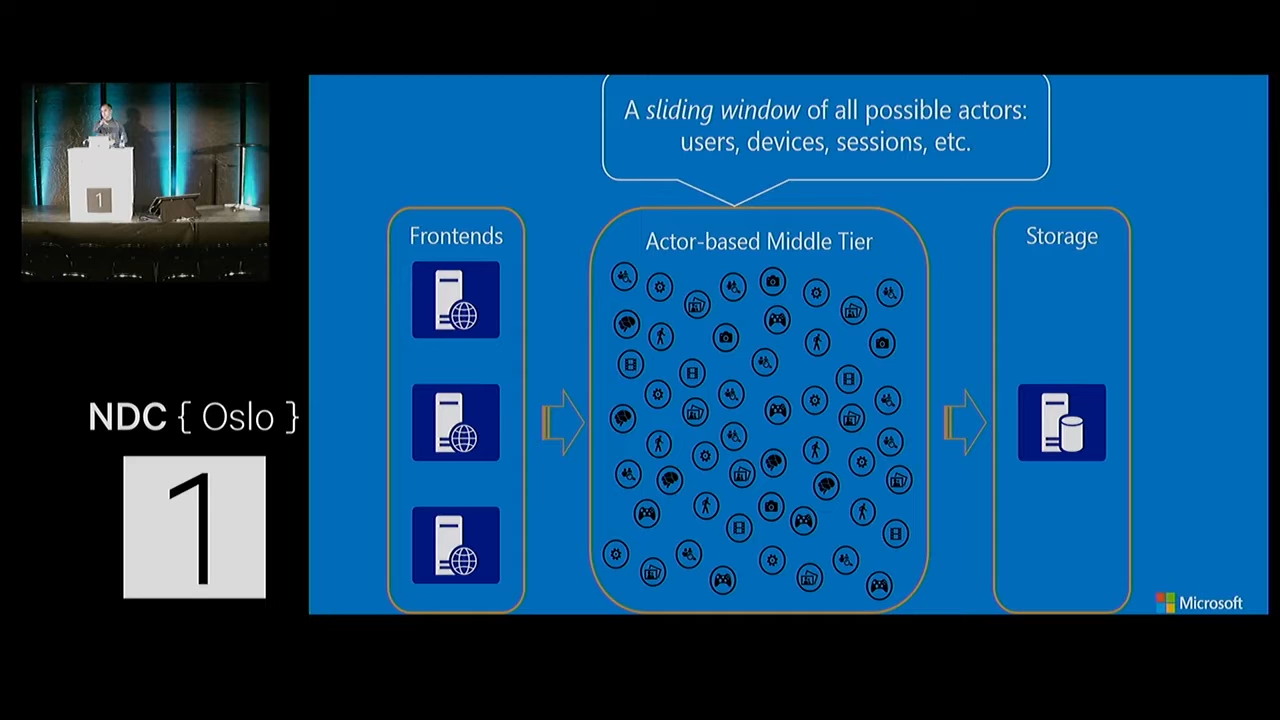 A sliding window of all possible actors:
users, devices, sessions, etc.
Frontends
Actor-based Middle Tier
Storage
1
NDC { Oslo }
1
Microsoft